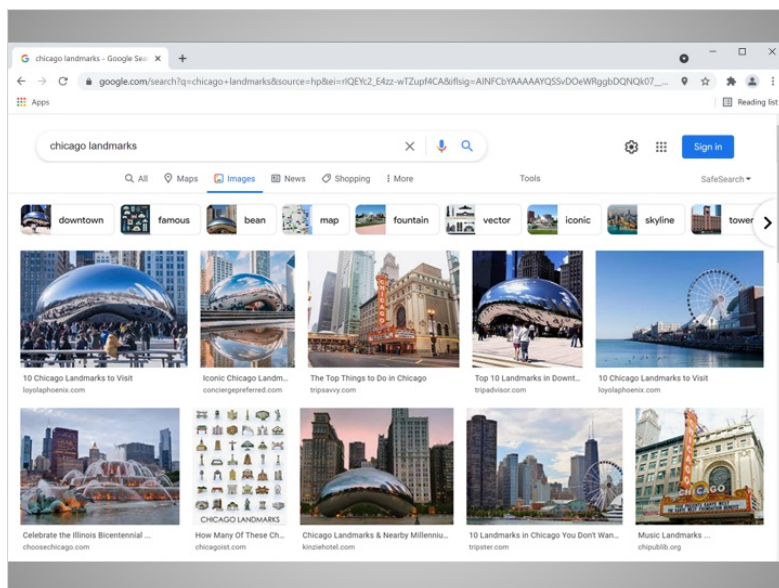 chicago landmarks - Google Sea
google.com/search?q=chicago+landmarks&source=hp&ei=
Apps
Reading list
chicago landmarks
Sign in
All Maps Images News Shopping More Tools SafeSearch
downtown famous bean map fountain vector iconic skyline tower
CHICAGO
10 Chicago Landmarks to Visit
loyolaphoenix.com
Iconic Chicago Landm...
conciergepreferred.com
The Top Things to Do in Chicago
tripsavvy.com
Top 10 Landmarks in Downt...
tripadvisor.com
10 Chicago Landmarks to Visit
loyolaphoenix.com
CHICAGO LANDMARKS
CHICAGO
Celebrate the Illinois Bicentennial ...
choosechicago.com
How Many Of These Ch...
chicagoist.com
Chicago Landmarks & Nearby Millenniu...
kinziehotel.com
10 Landmarks in Chicago You Don't Wan...
tripster.com
Music Landmarks ...
chipublib.org